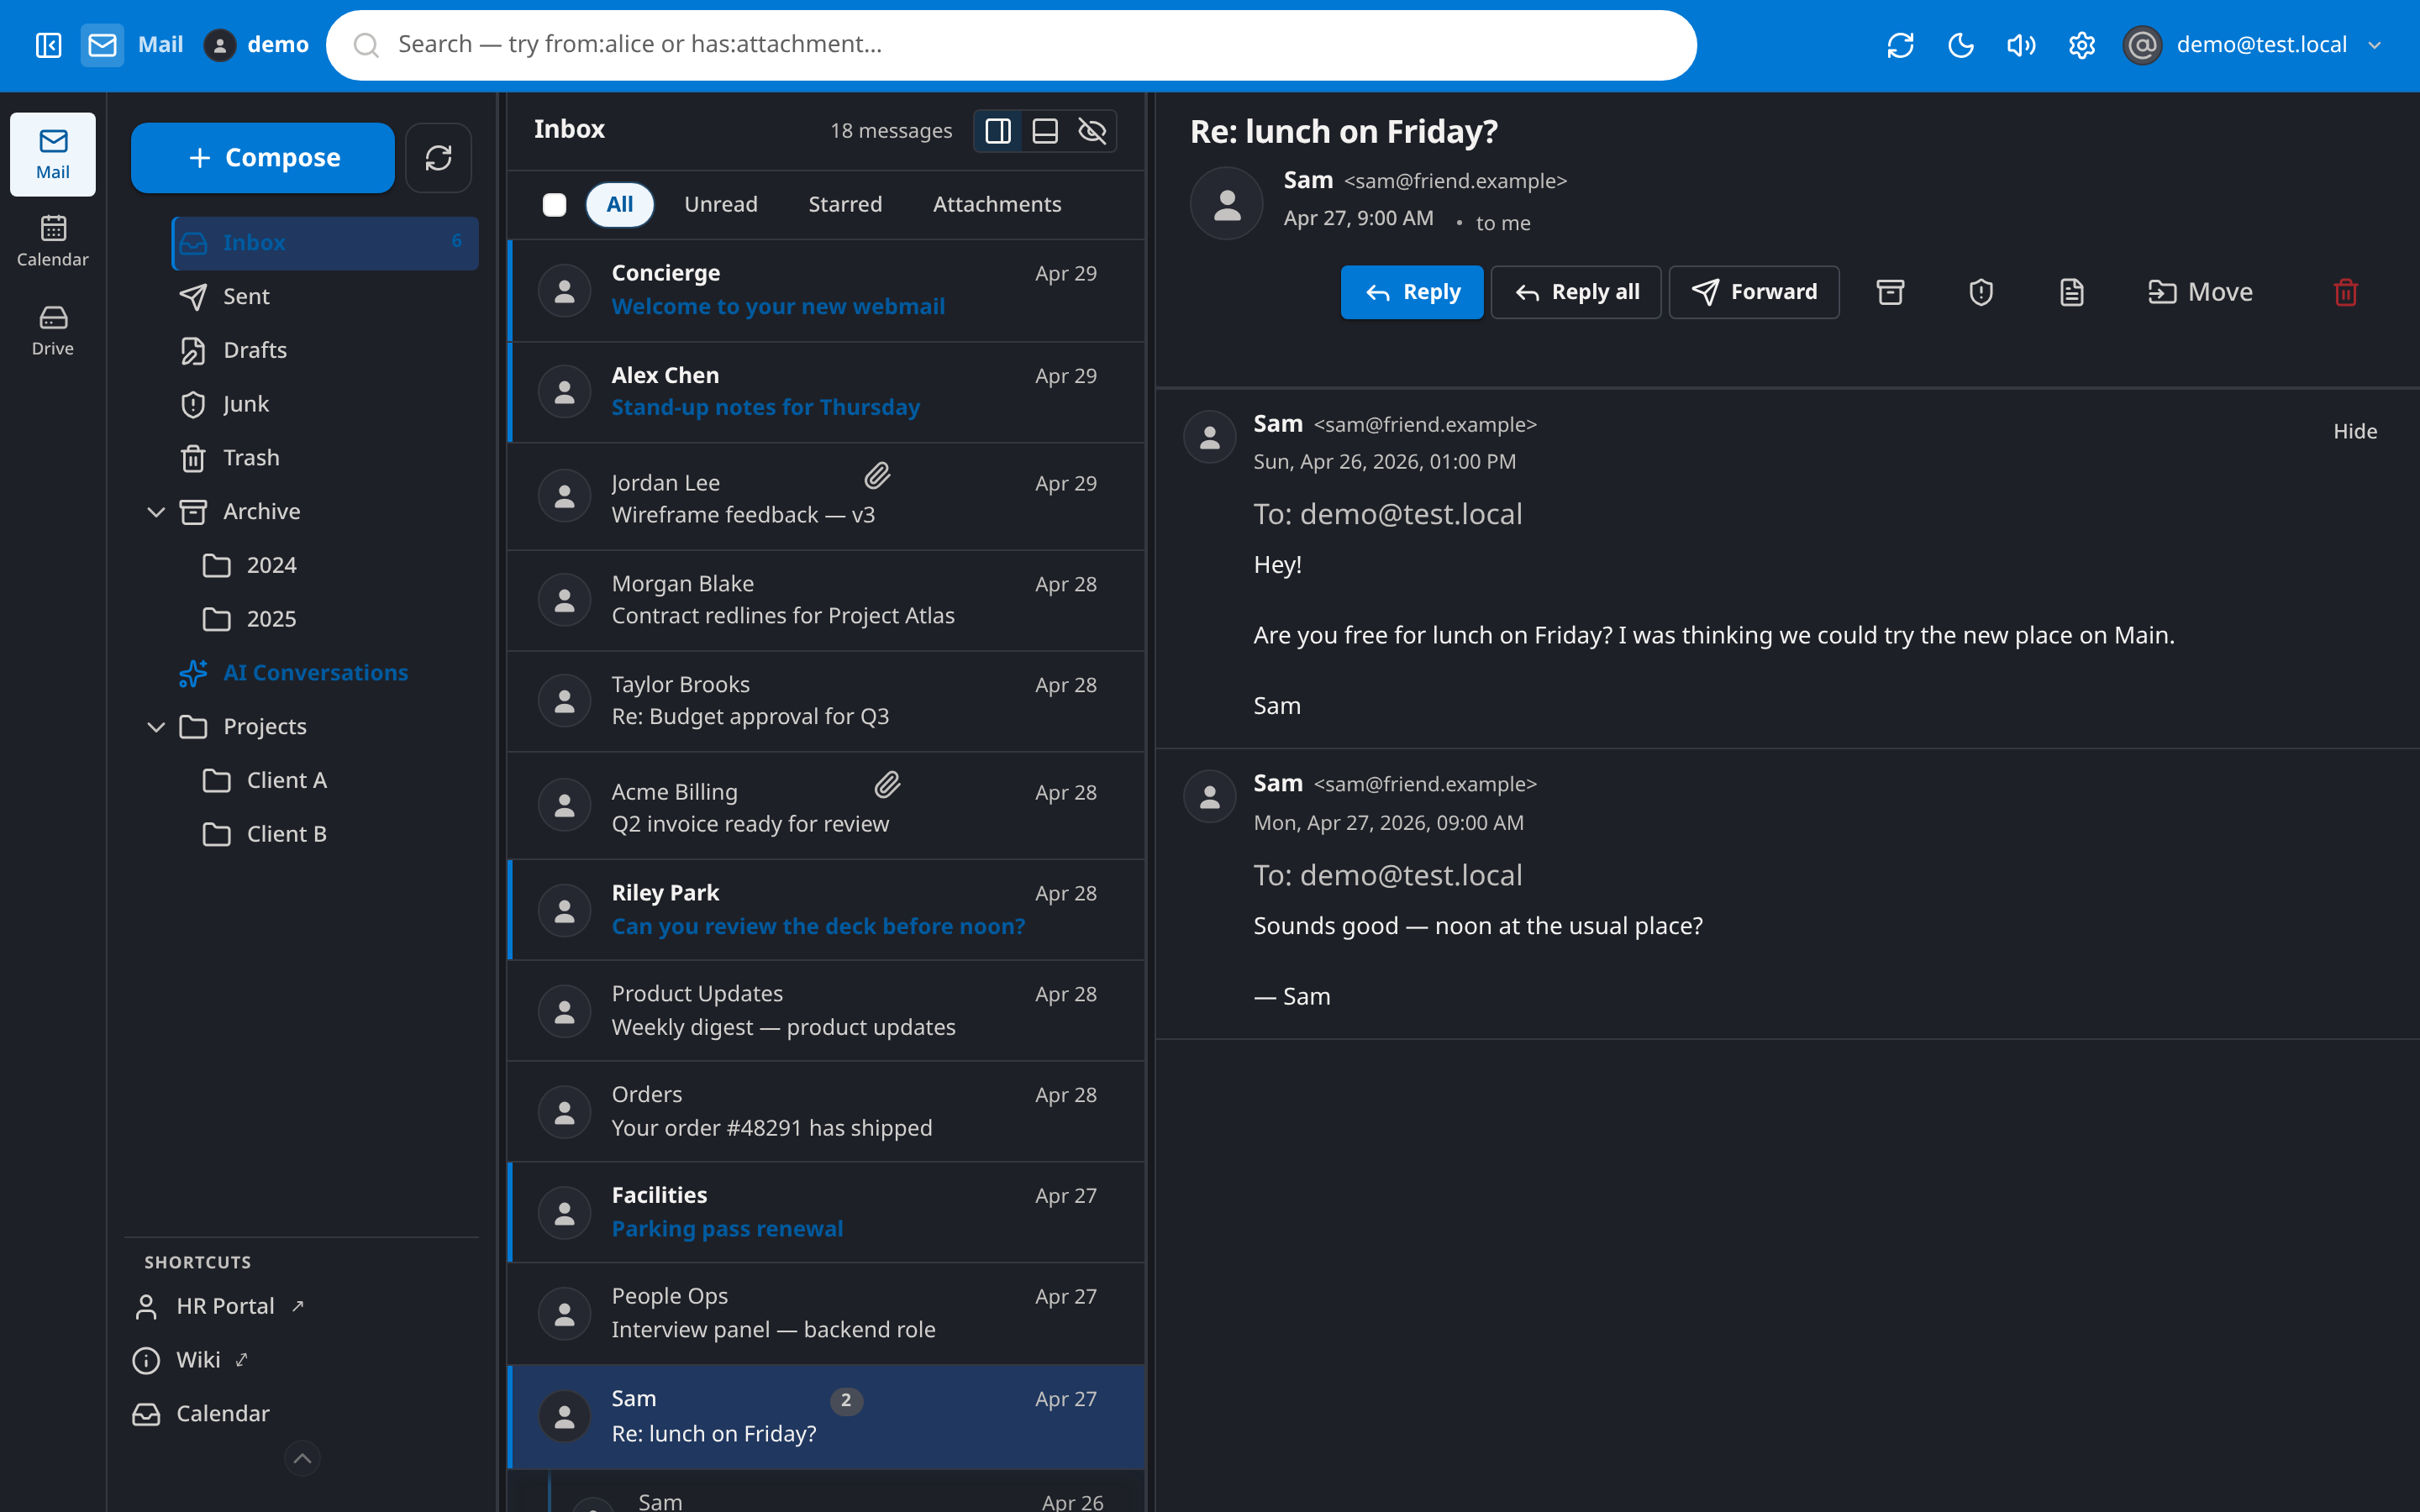 Mail
demo
Search — try from:alice or has:attachment...
demo@test.local
Mail
Calendar
Drive
Compose
Inbox 6
Sent
Drafts
Junk
Trash
Archive
2024
2025
AI Conversations
Projects
Client A
Client B
SHORTCUTS
HR Portal ↗
Wiki ⤢
Calendar
Inbox
18 messages
All
Unread
Starred
Attachments
Concierge Apr 29
Welcome to your new webmail
Alex Chen Apr 29
Stand-up notes for Thursday
Jordan Lee Apr 29
Wireframe feedback — v3
Morgan Blake Apr 28
Contract redlines for Project Atlas
Taylor Brooks Apr 28
Re: Budget approval for Q3
Acme Billing Apr 28
Q2 invoice ready for review
Riley Park Apr 28
Can you review the deck before noon?
Product Updates Apr 28
Weekly digest — product updates
Orders Apr 28
Your order #48291 has shipped
Facilities Apr 27
Parking pass renewal
People Ops Apr 27
Interview panel — backend role
Sam 2 Apr 27
Re: lunch on Friday?
Sam Apr 26
Re: lunch on Friday?
Sam <sam@friend.example>
Apr 27, 9:00 AM • to me
Reply
Reply all
Forward
Move
Sam <sam@friend.example>
Hide
Sun, Apr 26, 2026, 01:00 PM
To: demo@test.local
Hey!
Are you free for lunch on Friday? I was thinking we could try the new place on Main.
Sam
Sam <sam@friend.example>
Mon, Apr 27, 2026, 09:00 AM
To: demo@test.local
Sounds good — noon at the usual place?
— Sam